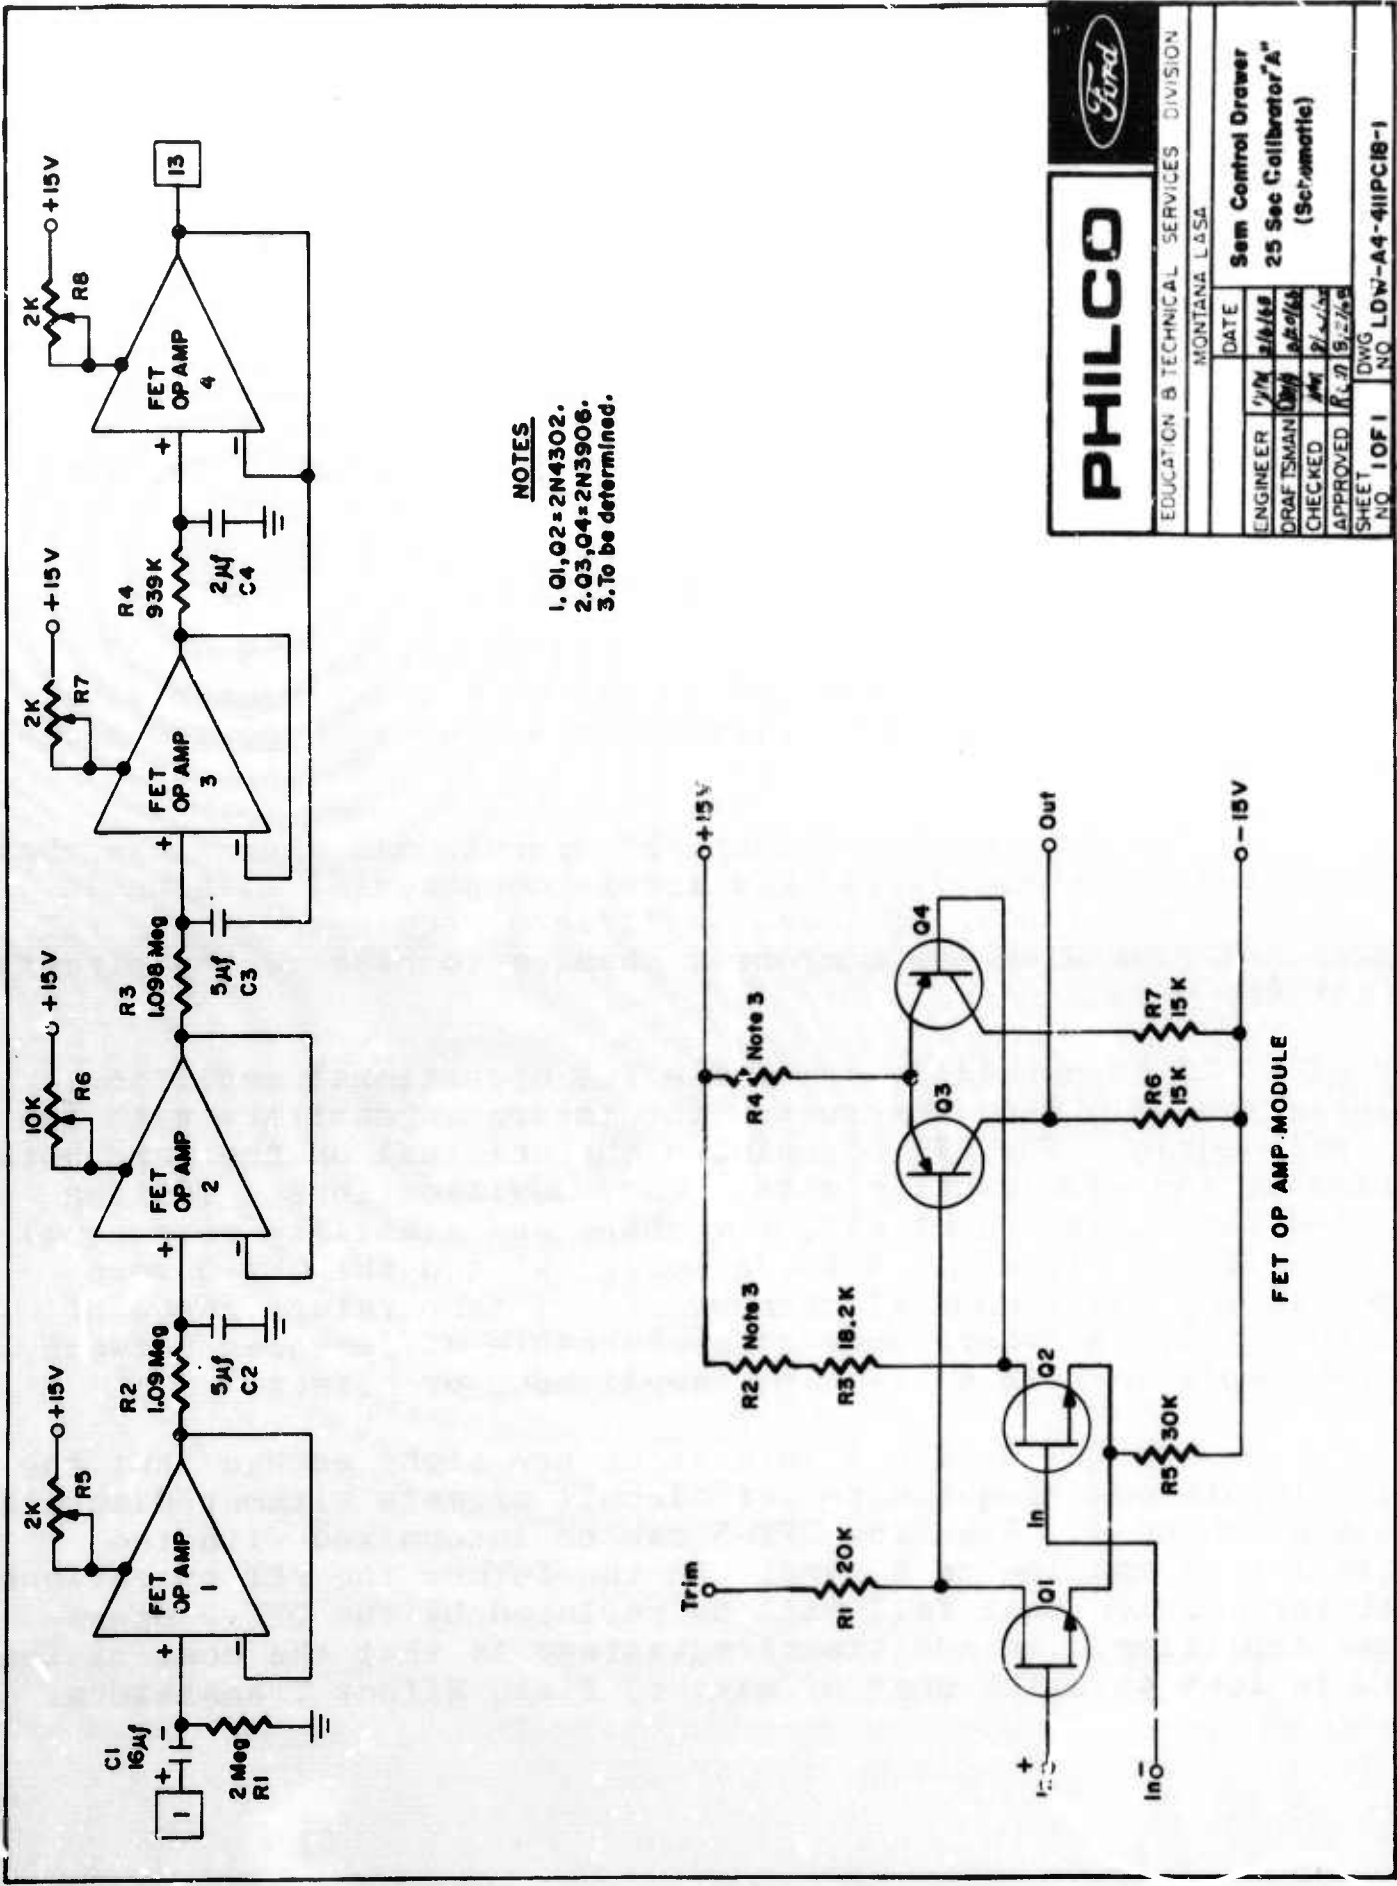 1
C1
16µf
+
-
2 Meg
R1
+
-
FET
OP AMP
1
2K
R5
+15V
R2
1.09 Meg
5µf
C2
+
-
FET
OP AMP
2
10K
R6
+15V
R3
1.098 Meg
5µf
C3
+
-
FET
OP AMP
3
2K
R7
+15V
R4
939K
2µf
C4
+
-
FET
OP AMP
4
2K
R8
+15V
13
NOTES
1. Q1,Q2=2N4302.
2. Q3,Q4=2N3906.
3. To be determined.
Trim
R1 20K
R2 Note 3
R3 18.2K
R4 Note 3
+15V
Q1
Q2
Q3
Q4
In
+
In-
R5 30K
R6
15K
R7
15K
Out
-15V
FET OP AMP MODULE
PHILCO
Ford
EDUCATION & TECHNICAL SERVICES DIVISION
MONTANA LASA
DATE
ENGINEER
DRAFTSMAN
CHECKED
APPROVED
Sem Control Drawer
25 Sec Calibrator "A"
(Schematic)
SHEET
NO. 1 OF 1
DWG
NO LDW-A4-411PC18-1